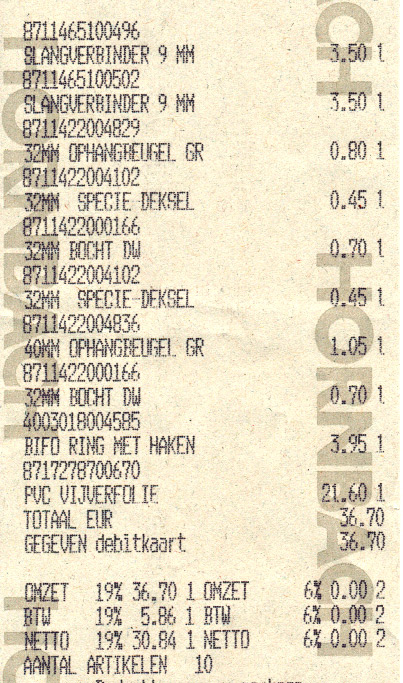 8711465100496
SLANGVERBINDER 9 MM 3.50 1
8711465100502
SLANGVERBINDER 9 MM 3.50 1
8711422004829
32MM OPHANGBEUGEL GR 0.80 1
8711422004102
32MM SPECIE DEKSEL 0.45 1
8711422000166
32MM BOCHT DW 0.70 1
8711422004102
32MM SPECIE DEKSEL 0.45 1
8711422004836
40MM OPHANGBEUGEL GR 1.05 1
8711422000166
32MM BOCHT DW 0.70 1
4003018004585
BIFO RING MET HAKEN 3.95 1
8717278700670
PVC VIJVERFOLIE 21.60 1
TOTAAL EUR 36.70
GEGEVEN debitkaart 36.70
OMZET 19% 36.70 1 OMZET 6% 0.00 2
BTW 19% 5.86 1 BTW 6% 0.00 2
NETTO 19% 30.84 1 NETTO 6% 0.00 2
AANTAL ARTIKELEN 10
HORNBACH
HORNBACH